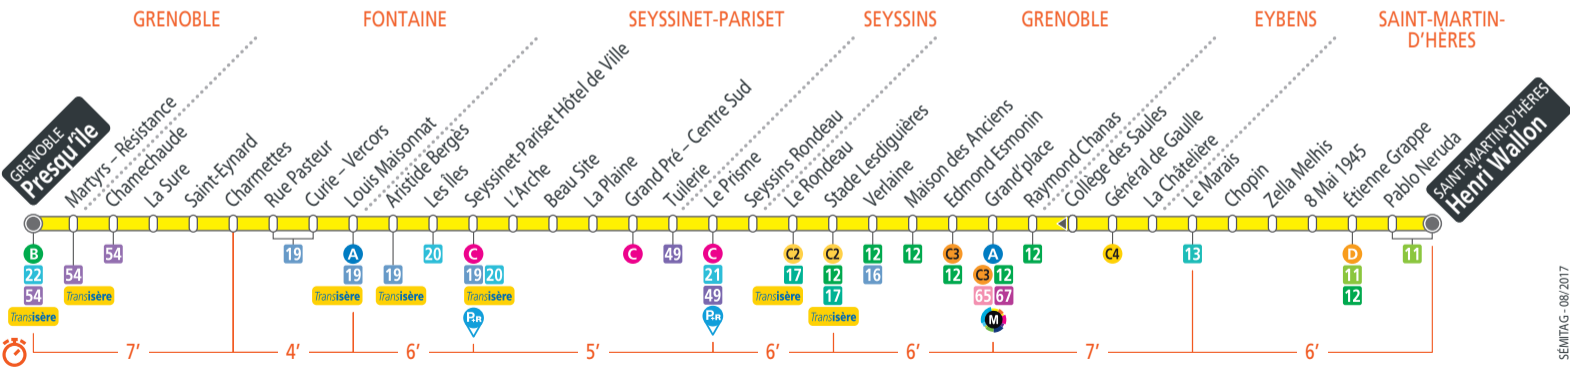 GRENOBLE
FONTAINE
SEYSSINET-PARISET
SEYSSINS
GRENOBLE
EYBENS
SAINT-MARTIN-
D'HÈRES
GRENOBLE
Presqu'île
Martyrs – Résistance
Chamechaude
La Sure
Saint-Eynard
Charmettes
Rue Pasteur
Curie – Vercors
Louis Maisonnat
Aristide Bergès
Les Îles
Seyssinet-Pariset Hôtel de Ville
L'Arche
Beau Site
La Plaine
Grand Pré – Centre Sud
Tuilerie
Le Prisme
Seyssins Rondeau
Le Rondeau
Stade Lesdiguières
Verlaine
Maison des Anciens
Edmond Esmonin
Grand'place
Raymond Chanas
Collège des Saules
Général de Gaulle
La Châtelière
Le Marais
Chopin
Zella Melhis
8 Mai 1945
Étienne Grappe
Pablo Neruda
SAINT-MARTIN-D'HÈRES
Henri Wallon
B
22
54
Transisère
54
54
19
A
19
Transisère
19
Transisère
20
C
19 20
Transisère
P+R
C
49
C
21
49
P+R
C2
17
Transisère
C2
12
17
Transisère
12
16
12
C3
12
A
C3 12
65 67
M
12
C4
13
D
11
12
11
7'
4'
6'
5'
6'
6'
7'
6'
SÉMITAG - 08/2017